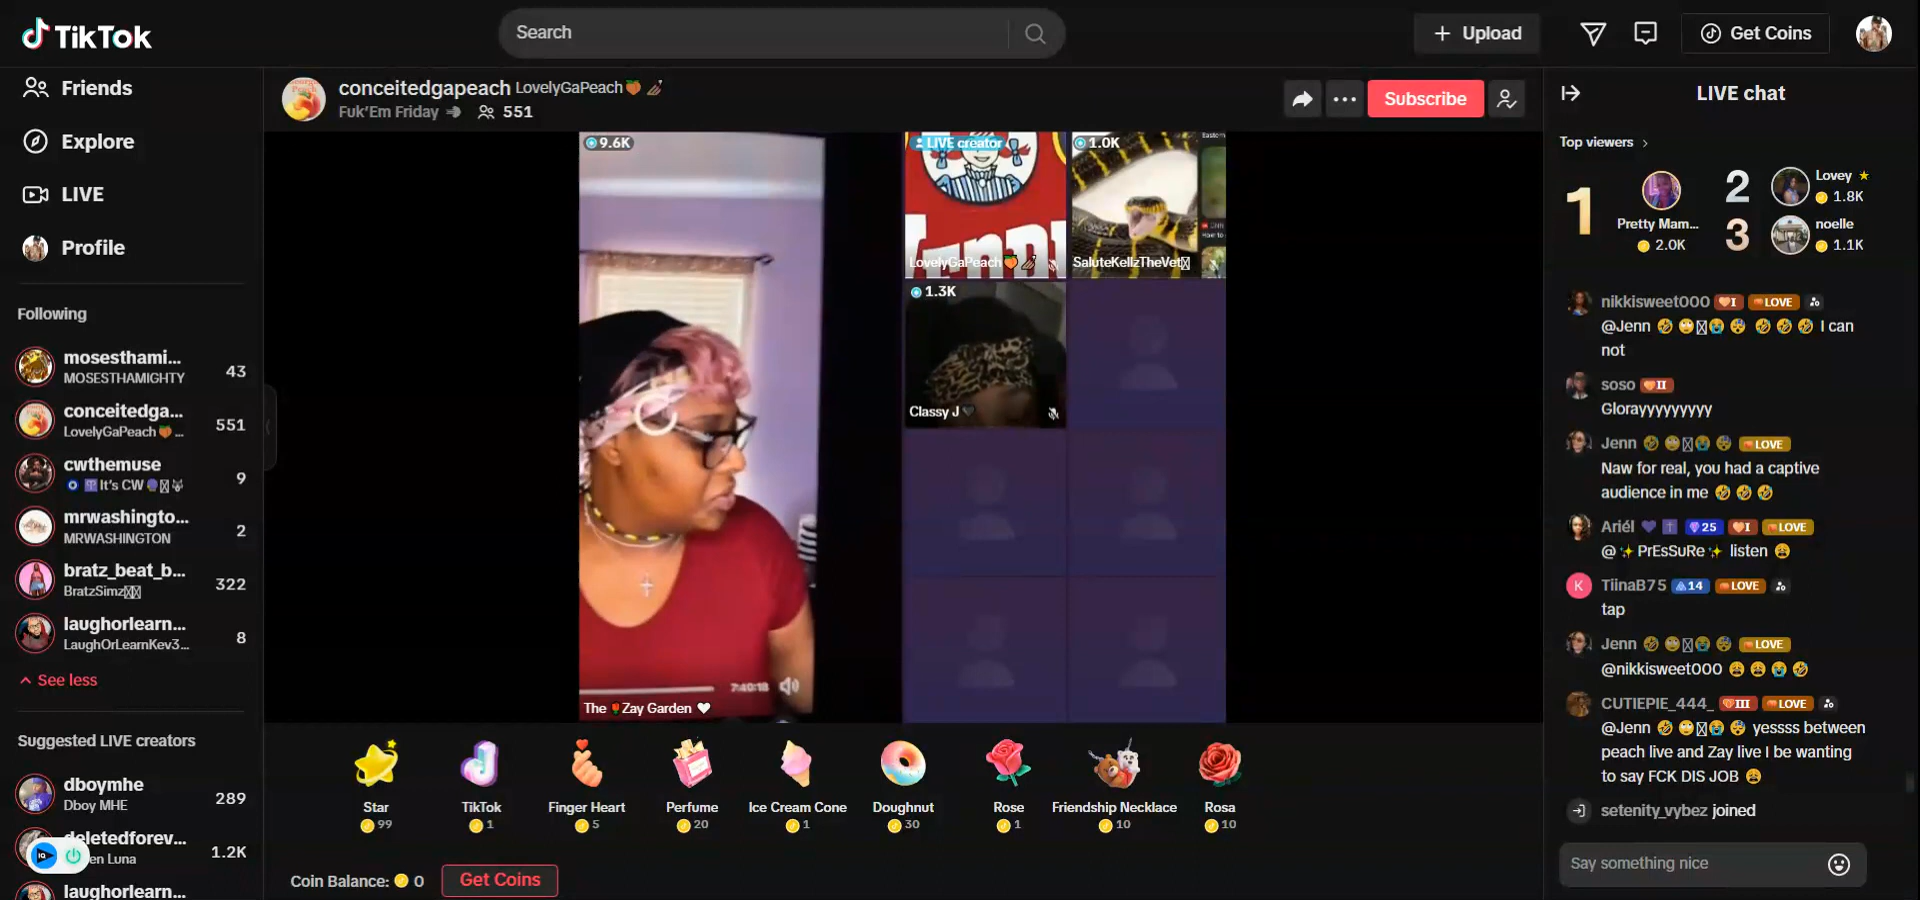 TikTok
Search
Upload
Get Coins
Friends
Explore
LIVE
Profile
Following
mosesthami...
MOSESTHAMIGHTY
43
conceitedga...
LovelyGaPeach🍑...
551
cwthemuse
It's CW
9
mrwashingto...
MRWASHINGTON
2
bratz_beat_b...
BratzSimz
322
laughorlearn...
LaughOrLearnKev3...
8
See less
Suggested LIVE creators
dboymhe
Dboy MHE
289
deletedforev...
en Luna
1.2K
laughorlearn...
conceitedgapeach LovelyGaPeach🍑💅🏾
Fuk'Em Friday
551
Subscribe
9.6K
7:40:18
The 🌹Zay Garden 🤍
LIVE creator
LovelyGaPeach🍑💅🏾
1.0K
SaluteKellzTheVet
1.3K
Classy J🖤
Star
99
TikTok
1
Finger Heart
5
Perfume
20
Ice Cream Cone
1
Doughnut
30
Rose
1
Friendship Necklace
10
Rosa
10
Coin Balance: 0
Get Coins
LIVE chat
Top viewers
1
Pretty Mam...
2.0K
2
Lovey ⭐
1.8K
3
noelle
1.1K
nikkisweet000 I LOVE
@Jenn 🤣 🙄 😭 😴 🤣 🤣 🤣 I can
not
soso II
Glorayyyyyyyyy
Jenn 🤣 🙄 😭 😴 LOVE
Naw for real, you had a captive
audience in me 🤣 🤣 🤣
Ariél 💜 ✝️ 25 I LOVE
@✨PrEsSuRe✨ listen 😩
K
TiinaB75 14 LOVE
tap
Jenn 🤣 🙄 😭 😴 LOVE
@nikkisweet000 😩 😩 😭 🤣
CUTIEPIE_444_ III LOVE
@Jenn 🤣 🙄 😭 😴 yessss between
peach live and Zay live I be wanting
to say FCK DIS JOB 😩
setenity_vybez joined
Say something nice